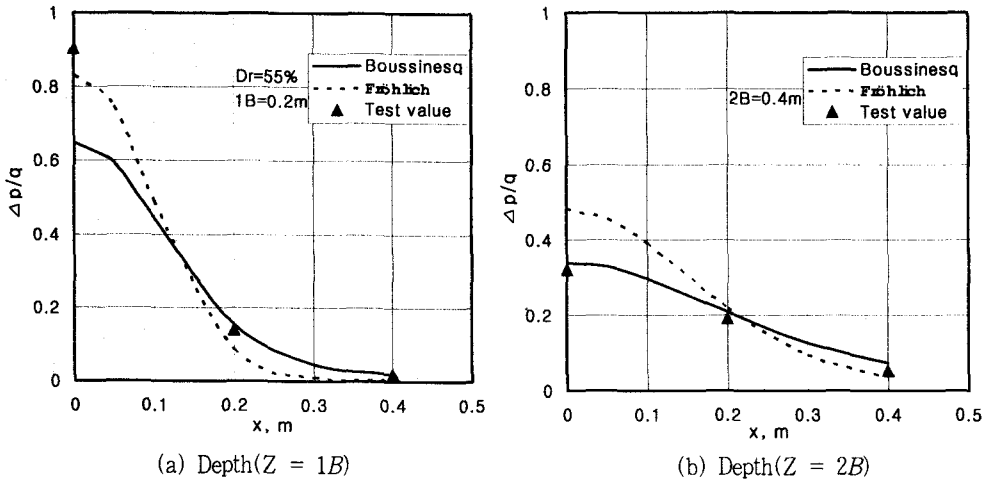 1
0.8
0.6
0.4
0.2
0
△p/q
0
0.1
0.2
0.3
0.4
0.5
x, m
Dr=55%
1B=0.2m
Boussinesq
Fröhlich
Test value
(a) Depth(Z = 1B)
1
0.8
0.6
0.4
0.2
0
△p/q
0
0.1
0.2
0.3
0.4
0.5
x, m
2B=0.4m
Boussinesq
Fröhlich
Test value
(b) Depth(Z = 2B)